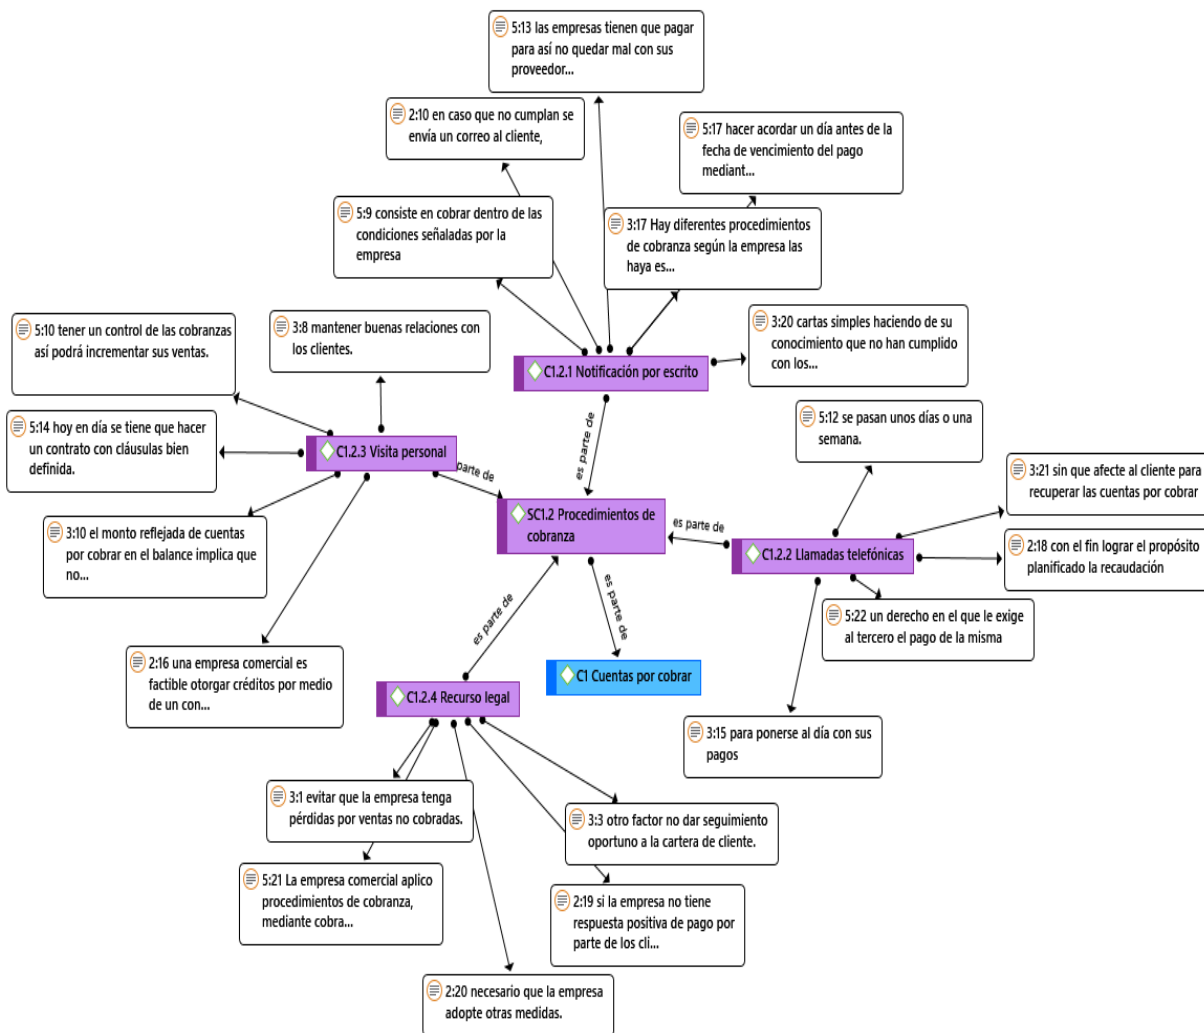 5:13 las empresas tienen que pagar
para así no quedar mal con sus
proveedor...
2:10 en caso que no cumplan se
envía un correo al cliente,
5:17 hacer acordar un día antes de la
fecha de vencimiento del pago
mediant...
5:9 consiste en cobrar dentro de las
condiciones señaladas por la
empresa
3:17 Hay diferentes procedimientos
de cobranza según la empresa las
haya es...
5:10 tener un control de las cobranzas
así podrá incrementar sus ventas.
3:8 mantener buenas relaciones con
los clientes.
3:20 cartas simples haciendo de su
conocimiento que no han cumplido
con los...
C1.2.1 Notificación por escrito
es parte de
5:14 hoy en día se tiene que hacer
un contrato con cláusulas bien
definida.
C1.2.3 Visita personal
parte de
5:12 se pasan unos días o una
semana.
3:21 sin que afecte al cliente para
recuperar las cuentas por cobrar
3:10 el monto reflejada de cuentas
por cobrar en el balance implica que
no...
SC1.2 Procedimientos de
cobranza
es parte de
C1.2.2 Llamadas telefónicas
2:18 con el fin lograr el propósito
planificado la recaudación
5:22 un derecho en el que le exige
al tercero el pago de la misma
es parte de
es parte de
2:16 una empresa comercial es
factible otorgar créditos por medio
de un con...
C1.2.4 Recurso legal
C1 Cuentas por cobrar
3:15 para ponerse al día con sus
pagos
3:1 evitar que la empresa tenga
pérdidas por ventas no cobradas.
3:3 otro factor no dar seguimiento
oportuno a la cartera de cliente.
5:21 La empresa comercial aplico
procedimientos de cobranza,
mediante cobra...
2:19 si la empresa no tiene
respuesta positiva de pago por
parte de los cli...
2:20 necesario que la empresa
adopte otras medidas.